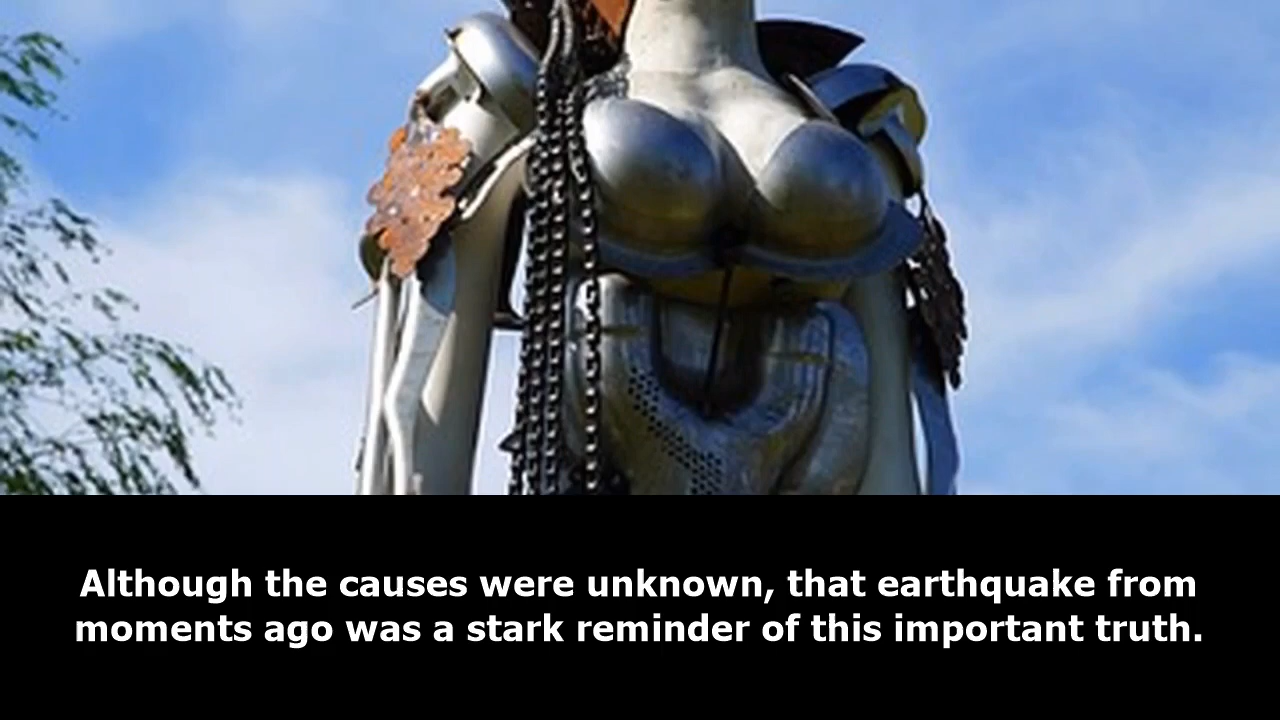 Although the causes were unknown, that earthquake from
moments ago was a stark reminder of this important truth.